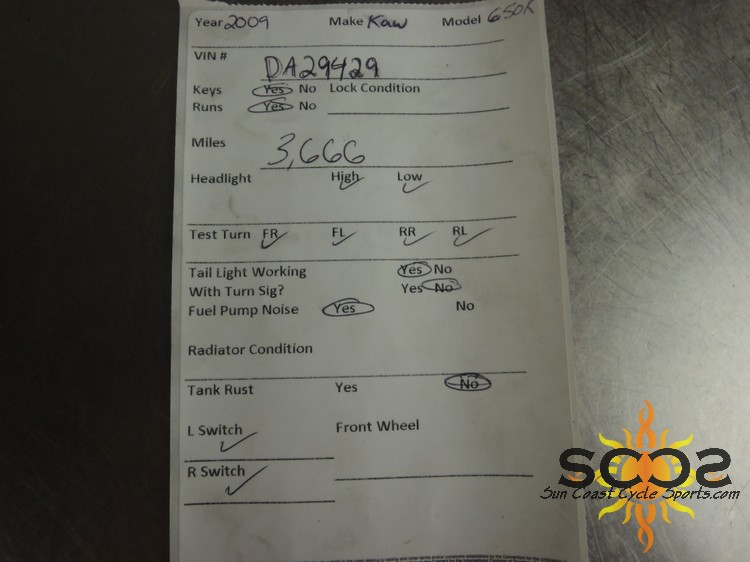 Year 2009 Make Kaw Model 650R
VIN # DA29429
Keys Yes No Lock Condition
Runs Yes No
Miles 3,666
Headlight High Low
Test Turn FR FL RR RL
Tail Light Working Yes No
With Turn Sig? Yes No
Fuel Pump Noise Yes No
Radiator Condition
Tank Rust Yes No
L Switch Front Wheel
R Switch
SCCS
Sun Coast Cycle Sports.com